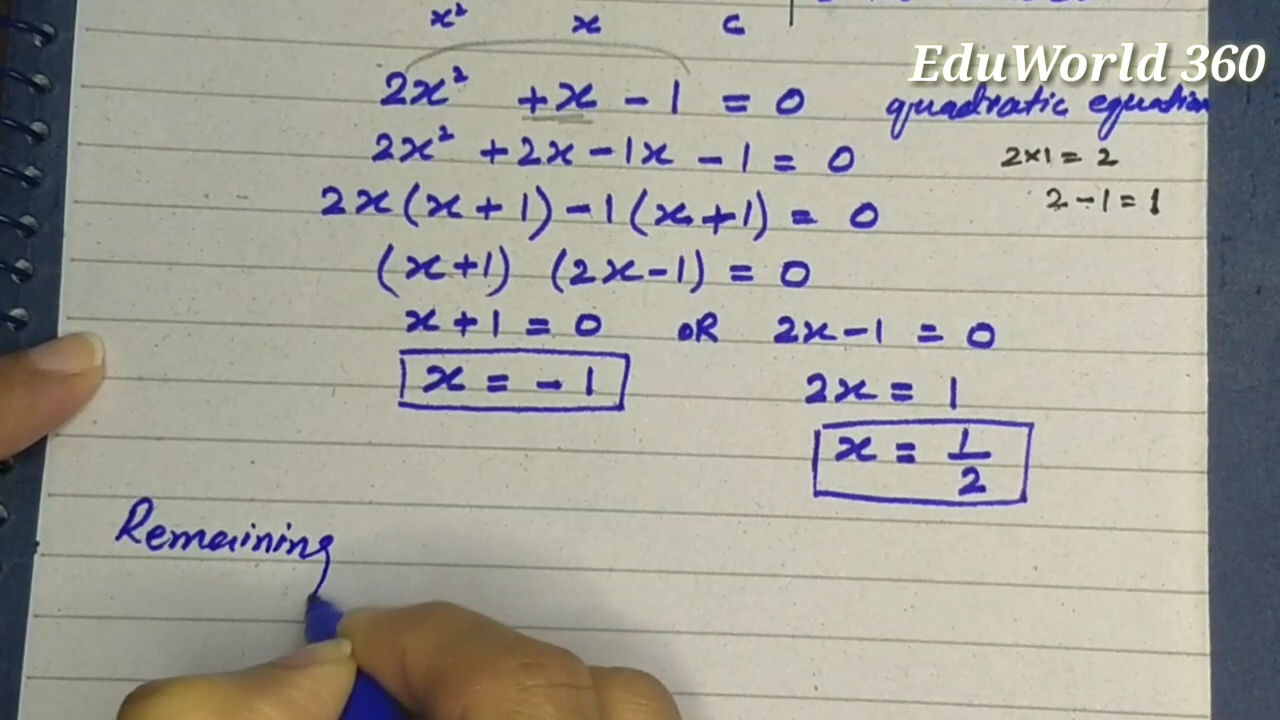 x² x c
EduWorld 360
2x² + x - 1 = 0 quadratic equation
2x² + 2x - 1x - 1 = 0 2×1 = 2
2x(x + 1) - 1(x + 1) = 0 2 - 1 = 1
(x+1) (2x-1) = 0
x + 1 = 0 OR 2x - 1 = 0
x = - 1 2x = 1
x = 1/2
Remaining